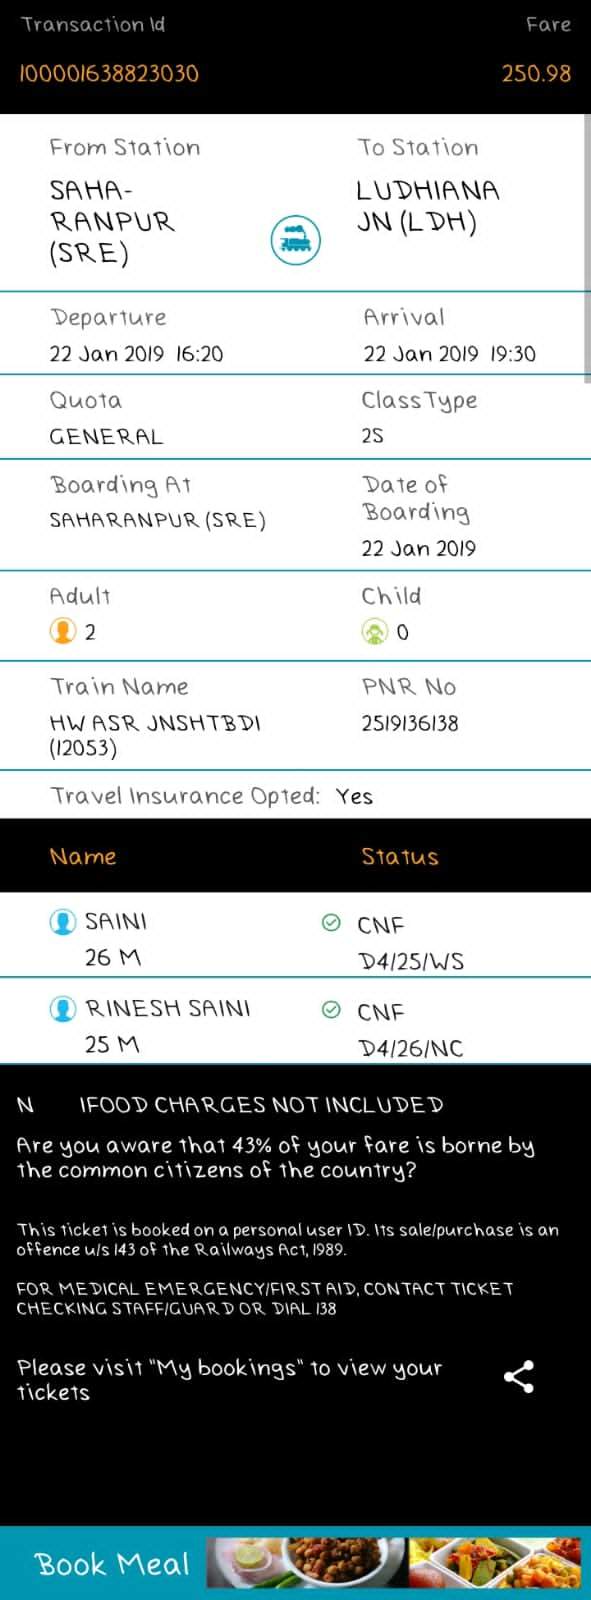 Transaction Id Fare
100001638823030 250.98
From Station To Station
SAHA- LUDHIANA
RANPUR JN (LDH)
(SRE)
Departure Arrival
22 Jan 2019 16:20 22 Jan 2019 19:30
Quota ClassType
GENERAL 2S
Boarding At Date of
Boarding
SAHARANPUR (SRE)
22 Jan 2019
Adult Child
2 0
Train Name PNR No
HW ASR JNSHTBDI 2519136138
(12053)
Travel Insurance Opted: Yes
Name Status
SAINI CNF
26 M D4/25/WS
RINESH SAINI CNF
25 M D4/26/NC
N IFOOD CHARGES NOT INCLUDED
Are you aware that 43% of your fare is borne by
the common citizens of the country?
This ticket is booked on a personal user ID. Its sale/purchase is an
offence u/s 143 of the Railways Act, 1989.
FOR MEDICAL EMERGENCY/FIRST AID, CONTACT TICKET
CHECKING STAFF/GUARD OR DIAL 138
Please visit "My bookings" to view your
tickets
Book Meal